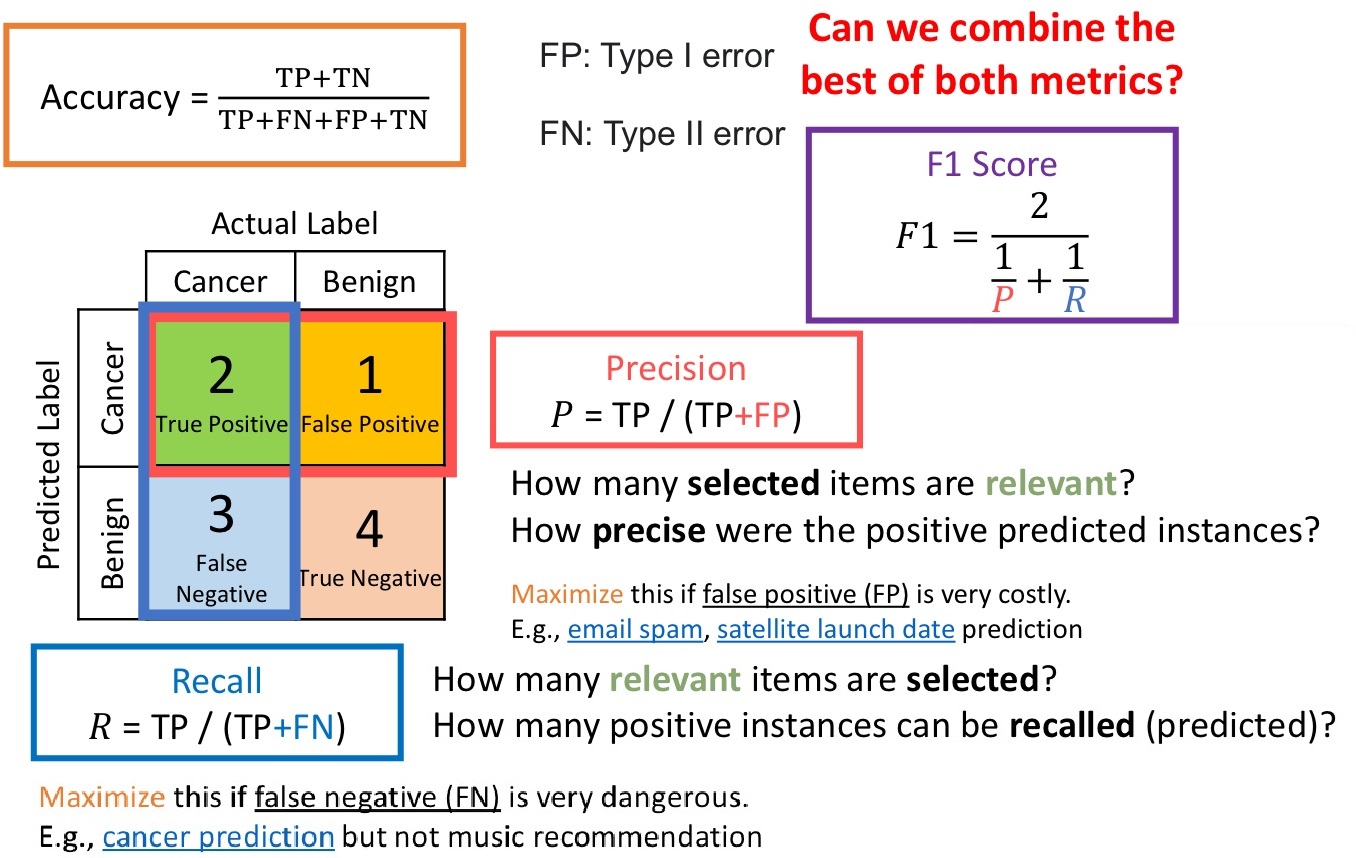 Accuracy = TP+TN / TP+FN+FP+TN
FP: Type I error
FN: Type II error
Can we combine the
best of both metrics?
F1 Score
F1 = 2 / (1/P + 1/R)
Actual Label
Cancer Benign
Predicted Label
Cancer
2
True Positive
1
False Positive
Benign
3
False
Negative
4
True Negative
Precision
P = TP / (TP+FP)
How many selected items are relevant?
How precise were the positive predicted instances?
Maximize this if false positive (FP) is very costly.
E.g., email spam, satellite launch date prediction
Recall
R = TP / (TP+FN)
How many relevant items are selected?
How many positive instances can be recalled (predicted)?
Maximize this if false negative (FN) is very dangerous.
E.g., cancer prediction but not music recommendation